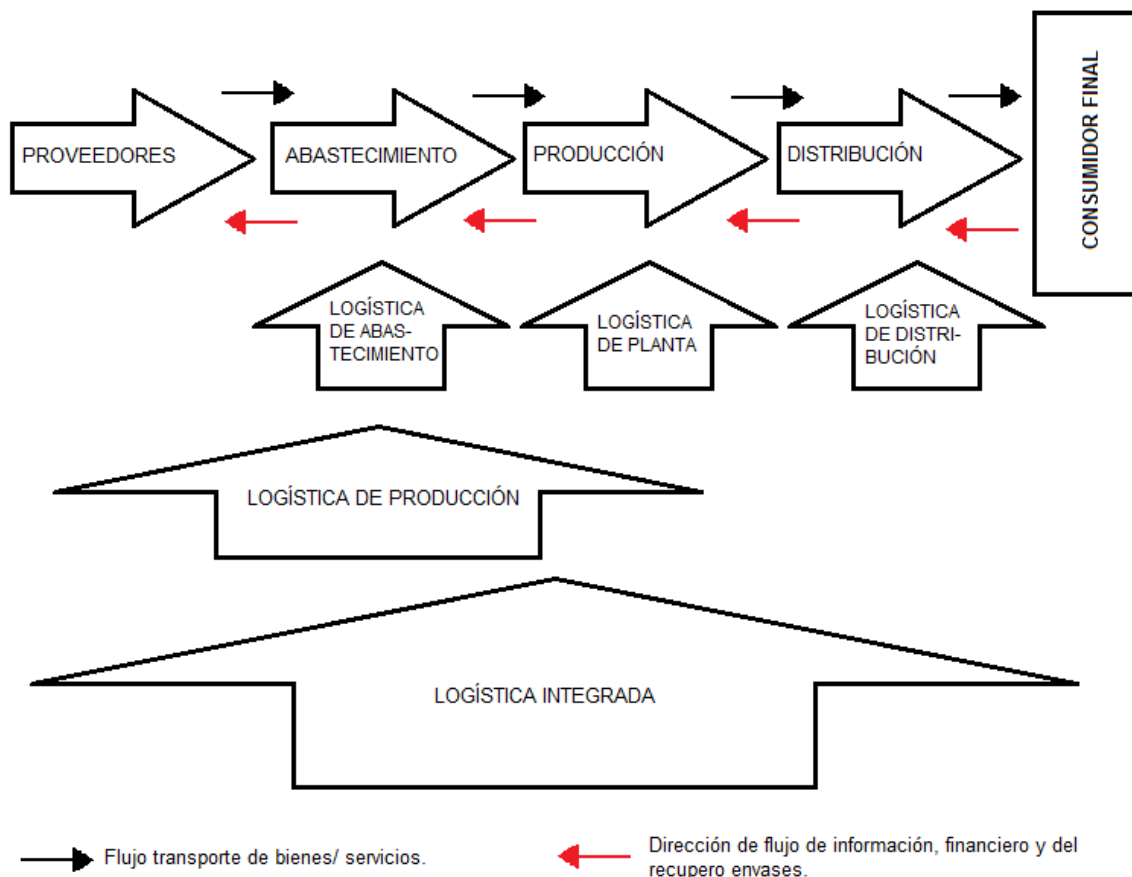 PROVEEDORES
ABASTECIMIENTO
PRODUCCIÓN
DISTRIBUCIÓN
CONSUMIDOR FINAL
LOGÍSTICA
DE ABAS-
TECIMIENTO
LOGÍSTICA
DE PLANTA
LOGÍSTICA
DE DISTRI-
BUCIÓN
LOGÍSTICA DE PRODUCCIÓN
LOGÍSTICA INTEGRADA
Flujo transporte de bienes/ servicios.
Dirección de flujo de información, financiero y del
recupero envases.